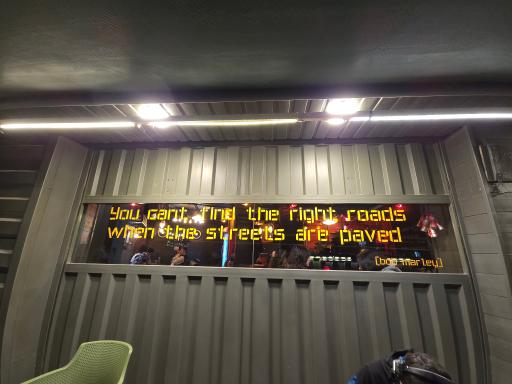 You cant find the right roads
when the streets are paved
[bob marley]